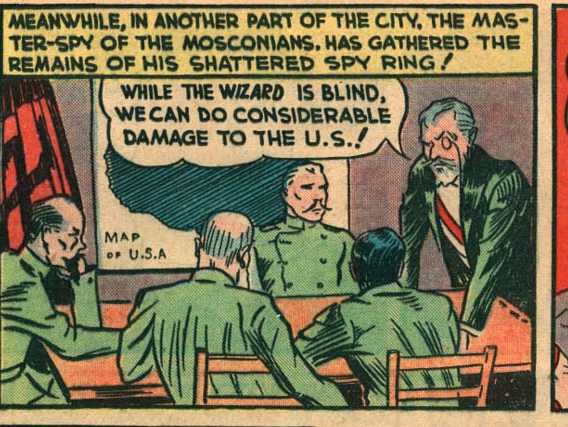 MEANWHILE, IN ANOTHER PART OF THE CITY, THE MAS-
TER-SPY OF THE MOSCONIANS, HAS GATHERED THE
REMAINS OF HIS SHATTERED SPY RING!
WHILE THE WIZARD IS BLIND,
WE CAN DO CONSIDERABLE
DAMAGE TO THE U.S.!
MAP
OF U.S.A